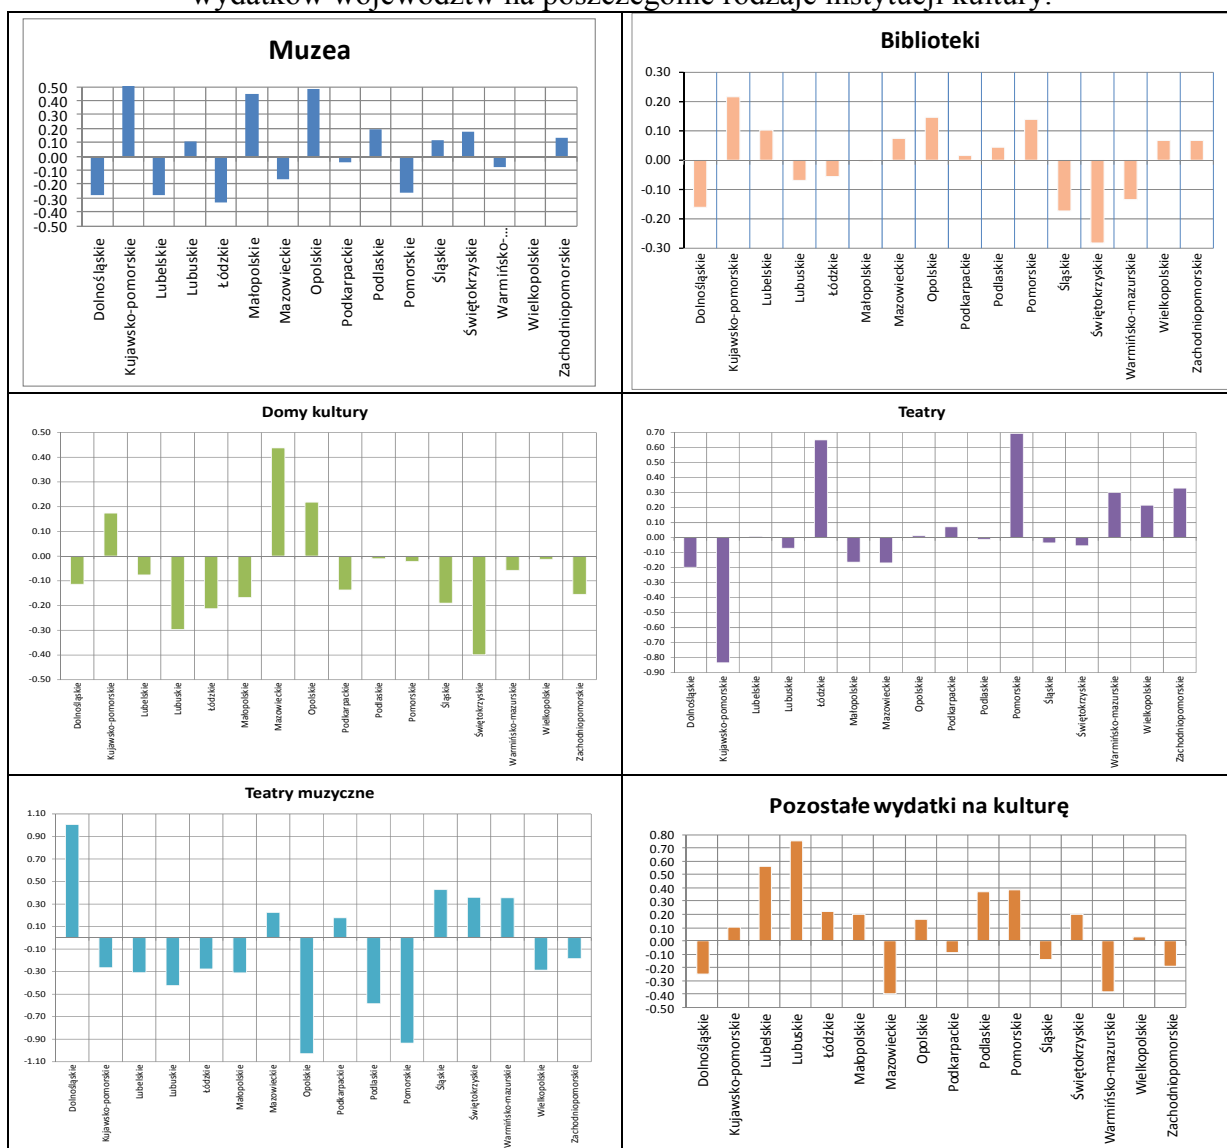 wydatków województw na poszczególne rodzaje instytucji kultury.
Muzea
0.50
0.40
0.30
0.20
0.10
0.00
-0.10
-0.20
-0.30
-0.40
-0.50
Dolnośląskie
Kujawsko-pomorskie
Lubelskie
Lubuskie
Łódzkie
Małopolskie
Mazowieckie
Opolskie
Podkarpackie
Podlaskie
Pomorskie
Śląskie
Świętokrzyskie
Warmińsko-...
Wielkopolskie
Zachodniopomorskie
Biblioteki
0.30
0.20
0.10
0.00
-0.10
-0.20
-0.30
Dolnośląskie
Kujawsko-pomorskie
Lubelskie
Lubuskie
Łódzkie
Małopolskie
Mazowieckie
Opolskie
Podkarpackie
Podlaskie
Pomorskie
Śląskie
Świętokrzyskie
Warmińsko-mazurskie
Wielkopolskie
Zachodniopomorskie
Domy kultury
0.50
0.40
0.30
0.20
0.10
0.00
-0.10
-0.20
-0.30
-0.40
-0.50
Dolnośląskie
Kujawsko-pomorskie
Lubelskie
Lubuskie
Łódzkie
Małopolskie
Mazowieckie
Opolskie
Podkarpackie
Podlaskie
Pomorskie
Śląskie
Świętokrzyskie
Warmińsko-mazurskie
Wielkopolskie
Zachodniopomorskie
Teatry
0.70
0.60
0.50
0.40
0.30
0.20
0.10
0.00
-0.10
-0.20
-0.30
-0.40
-0.50
-0.60
-0.70
-0.80
-0.90
Dolnośląskie
Kujawsko-pomorskie
Lubelskie
Lubuskie
Łódzkie
Małopolskie
Mazowieckie
Opolskie
Podkarpackie
Podlaskie
Pomorskie
Śląskie
Świętokrzyskie
Warmińsko-mazurskie
Wielkopolskie
Zachodniopomorskie
Teatry muzyczne
1.10
0.90
0.70
0.50
0.30
0.10
-0.10
-0.30
-0.50
-0.70
-0.90
-1.10
Dolnośląskie
Kujawsko-pomorskie
Lubelskie
Lubuskie
Łódzkie
Małopolskie
Mazowieckie
Opolskie
Podkarpackie
Podlaskie
Pomorskie
Śląskie
Świętokrzyskie
Warmińsko-mazurskie
Wielkopolskie
Zachodniopomorskie
Pozostałe wydatki na kulturę
0.80
0.70
0.60
0.50
0.40
0.30
0.20
0.10
0.00
-0.10
-0.20
-0.30
-0.40
-0.50
Dolnośląskie
Kujawsko-pomorskie
Lubelskie
Lubuskie
Łódzkie
Małopolskie
Mazowieckie
Opolskie
Podkarpackie
Podlaskie
Pomorskie
Śląskie
Świętokrzyskie
Warmińsko-mazurskie
Wielkopolskie
Zachodniopomorskie